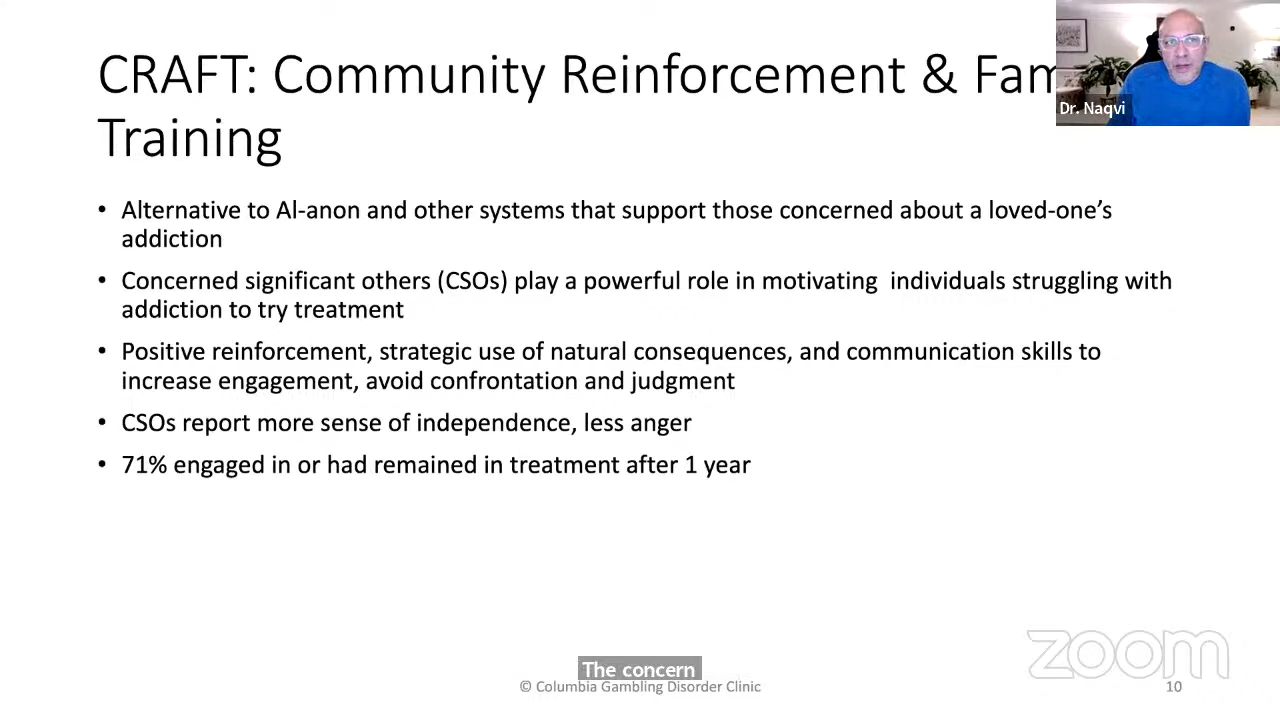 CRAFT: Community Reinforcement & Fam
Training
Dr. Naqvi
• Alternative to Al-anon and other systems that support those concerned about a loved-one’s
addiction
• Concerned significant others (CSOs) play a powerful role in motivating  individuals struggling with
addiction to try treatment
• Positive reinforcement, strategic use of natural consequences, and communication skills to
increase engagement, avoid confrontation and judgment
• CSOs report more sense of independence, less anger
• 71% engaged in or had remained in treatment after 1 year
zoom
The concern
© Columbia Gambling Disorder Clinic
10